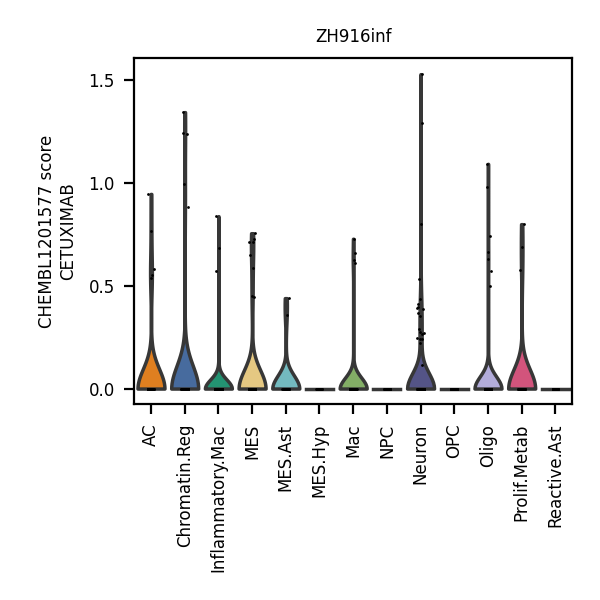 ZH916inf
CHEMBL1201577 score
CETUXIMAB
1.5
1.0
0.5
0.0
AC
Chromatin.Reg
Inflammatory.Mac
MES
MES.Ast
MES.Hyp
Mac
NPC
Neuron
OPC
Oligo
Prolif.Metab
Reactive.Ast